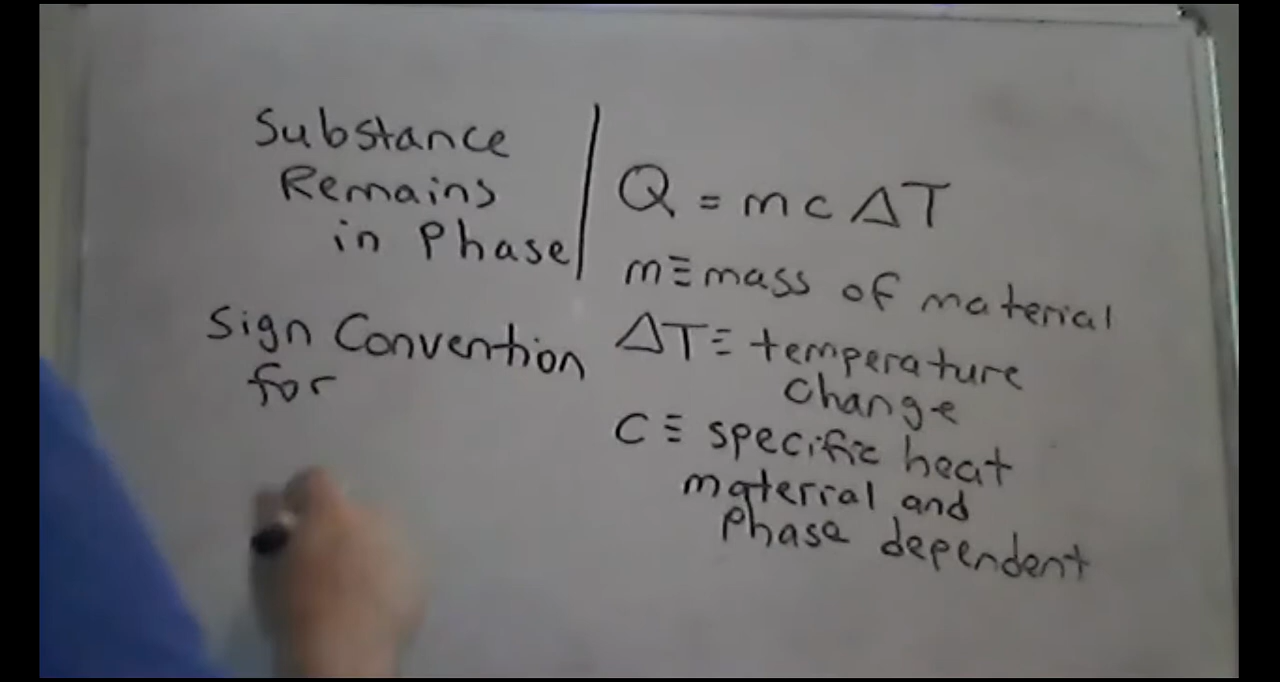 Substance
Remains
in Phase
Sign Convention
for
Q = mcΔT
m≡mass of material
ΔT≡ temperature
change
C≡ specific heat
material and
Phase dependent